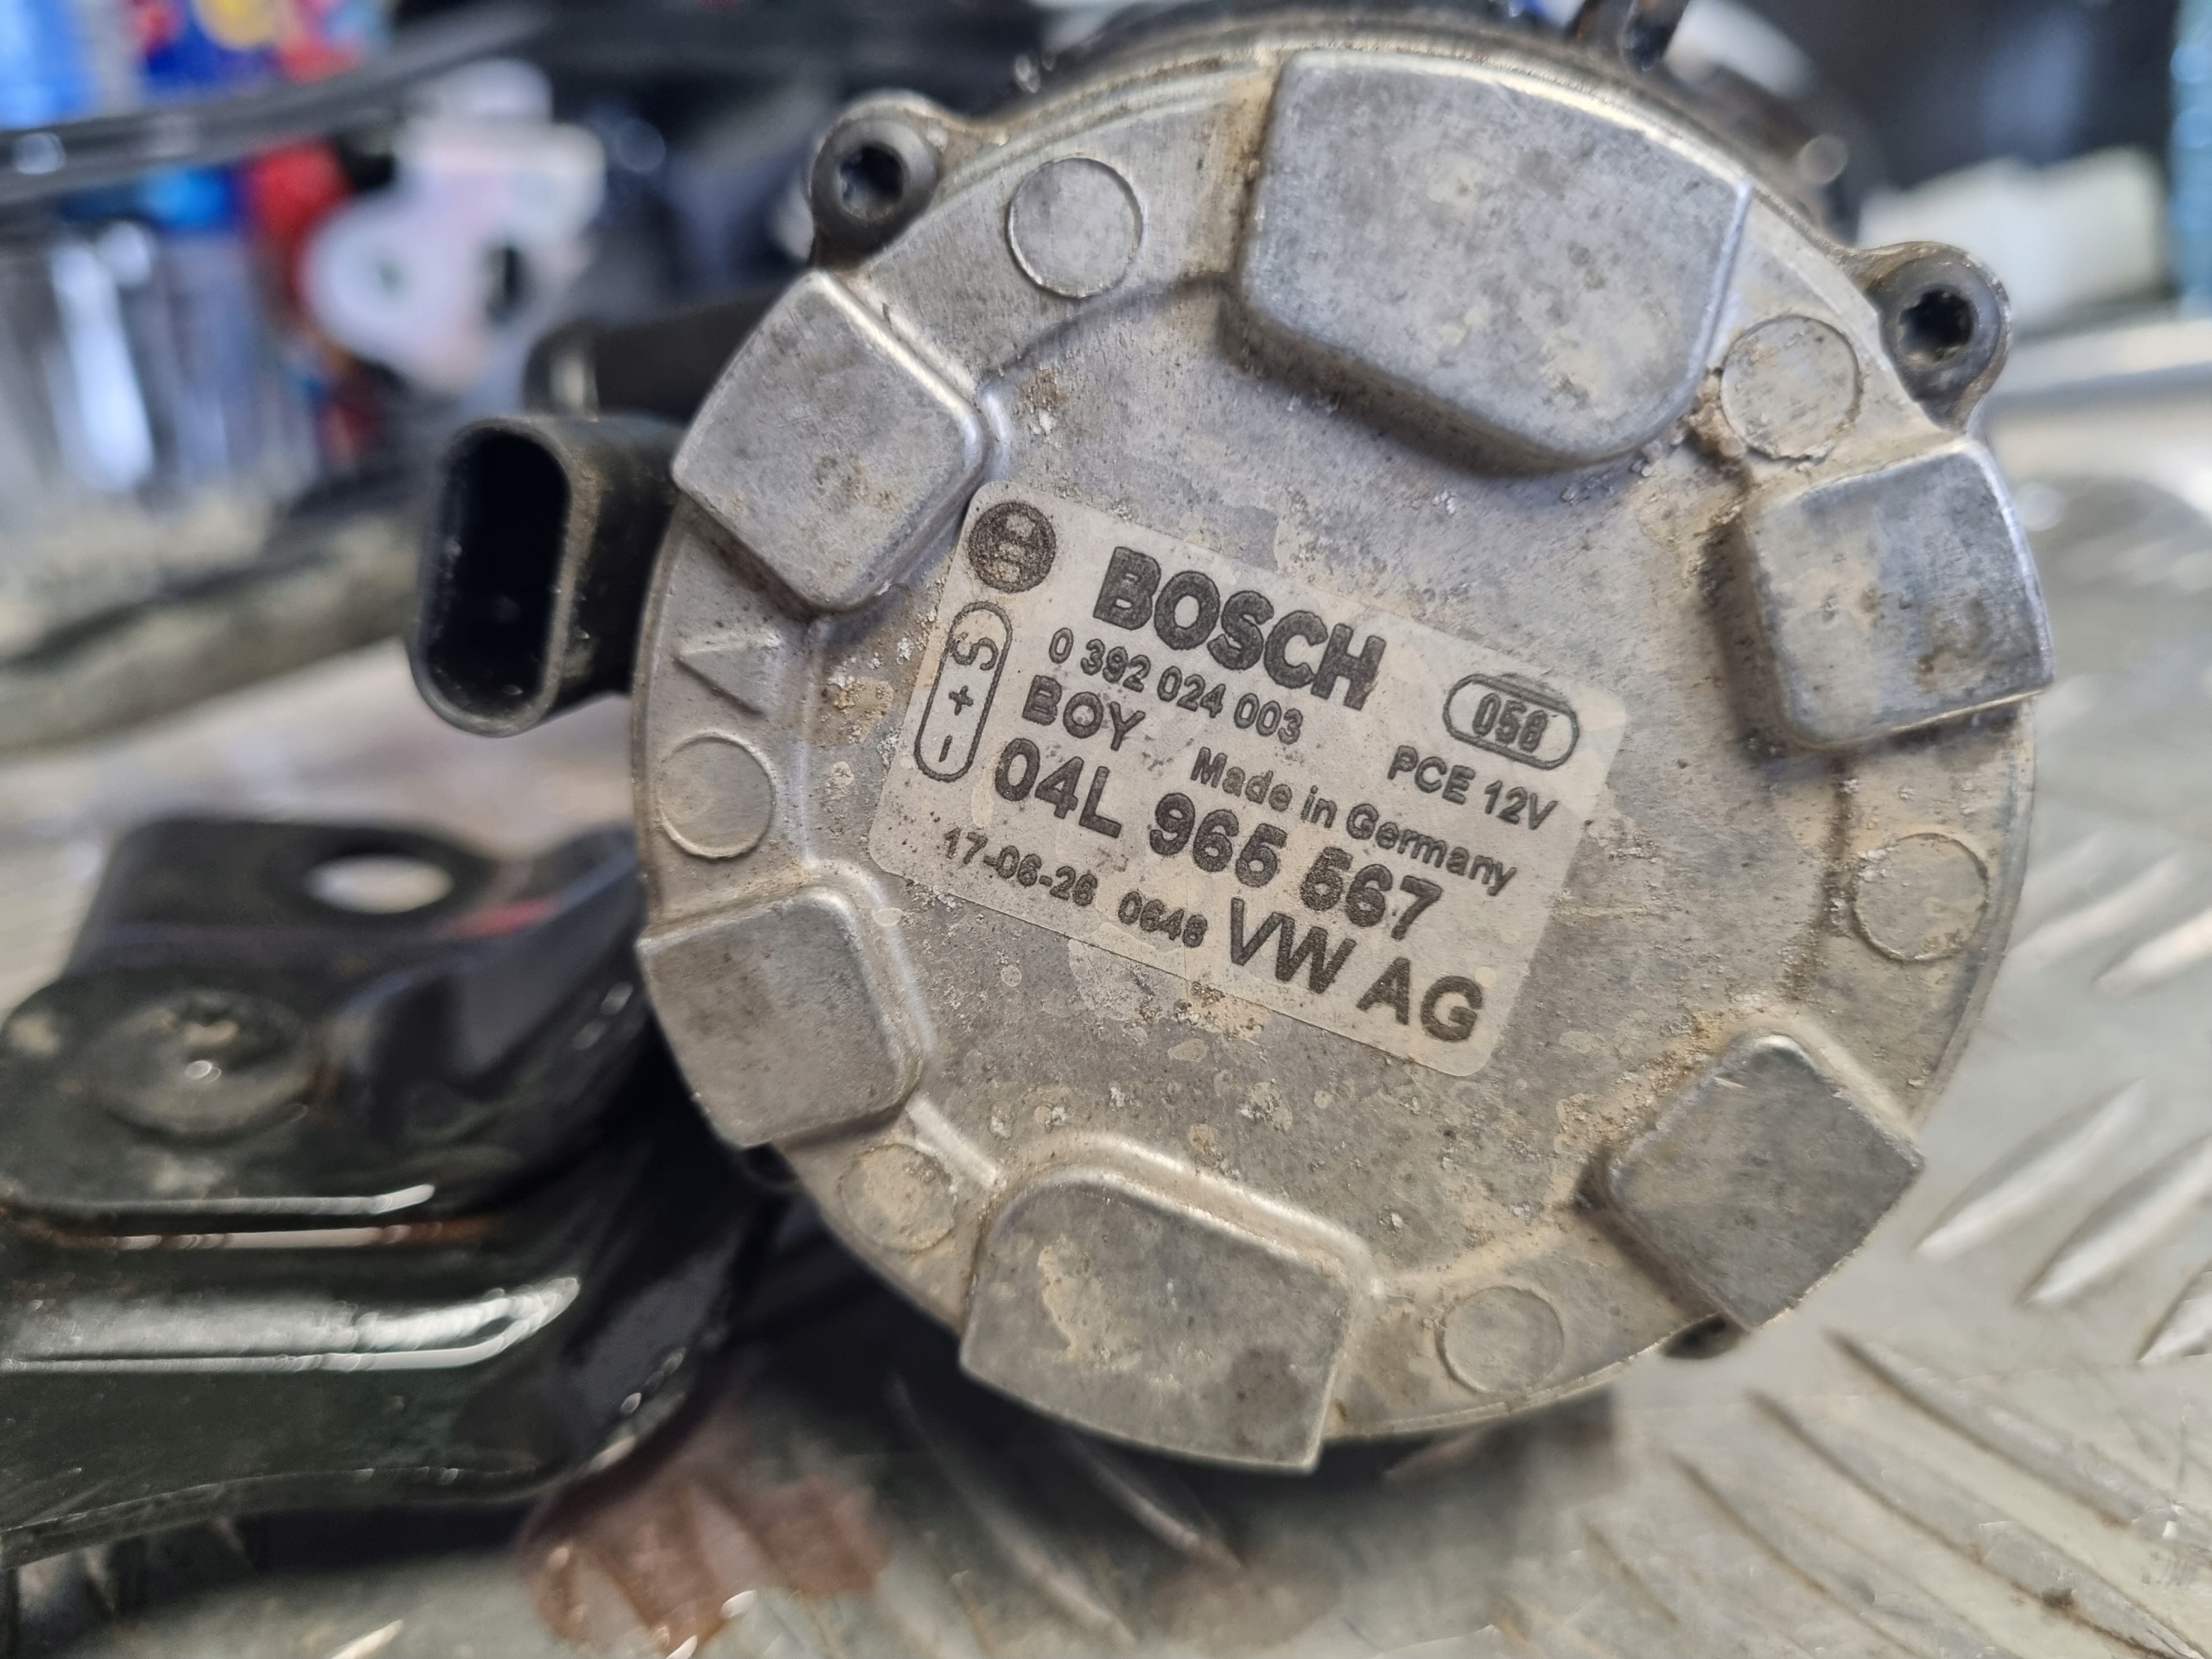 BOSCH
0 392 024 003
058
BOY
PCE 12V
Made in Germany
04L 965 567
17-06-26 0648 VW AG
- + S